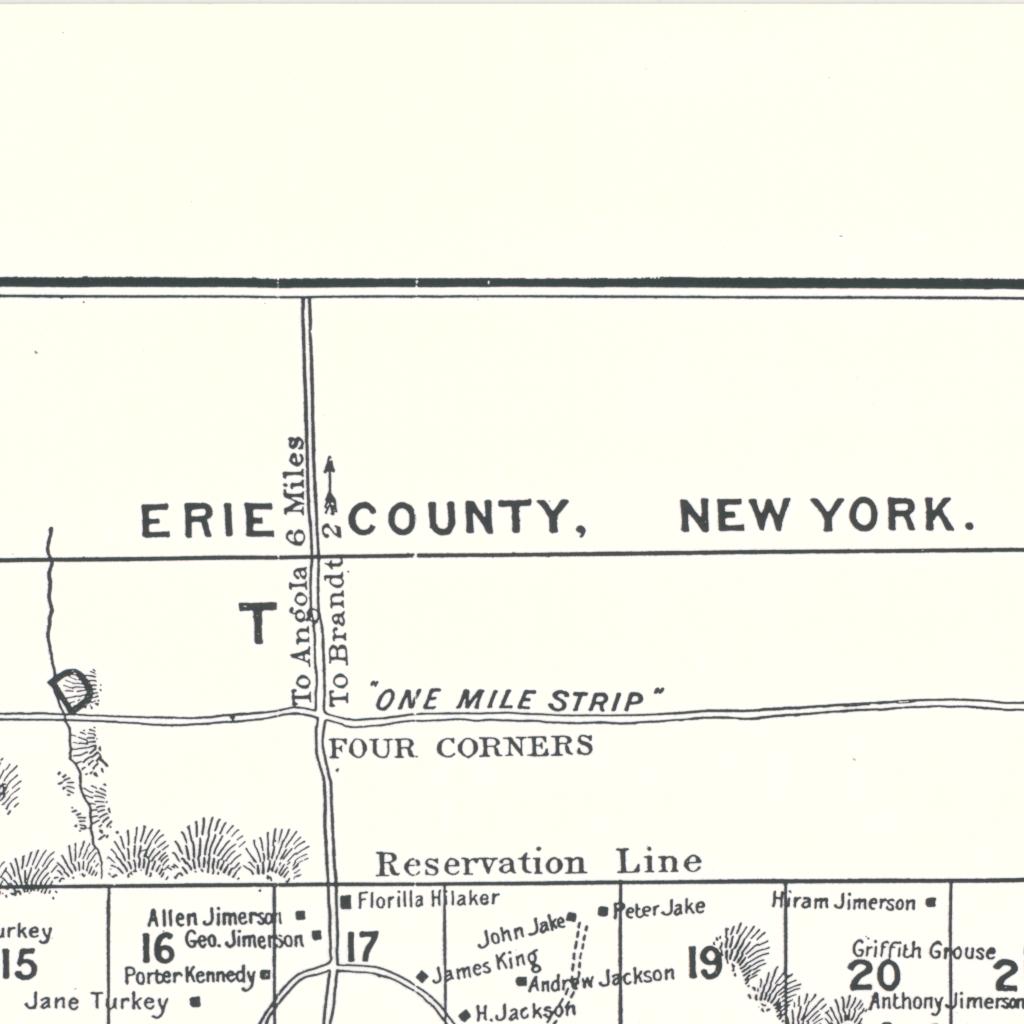 To Angola 6 Miles
To Brandt 2
ERIE COUNTY, NEW YORK.
T
D
"ONE MILE STRIP"
FOUR CORNERS
Reservation Line
Florilla Hilaker
Hiram Jimerson
Allen Jimerson
John Jake
Peter Jake
urkey
15
16
Geo. Jimerson
17
19
Griffith Grouse
20
2
Porter Kennedy
James King
Andrew Jackson
Jane Turkey
H. Jackson
Anthony Jimerson